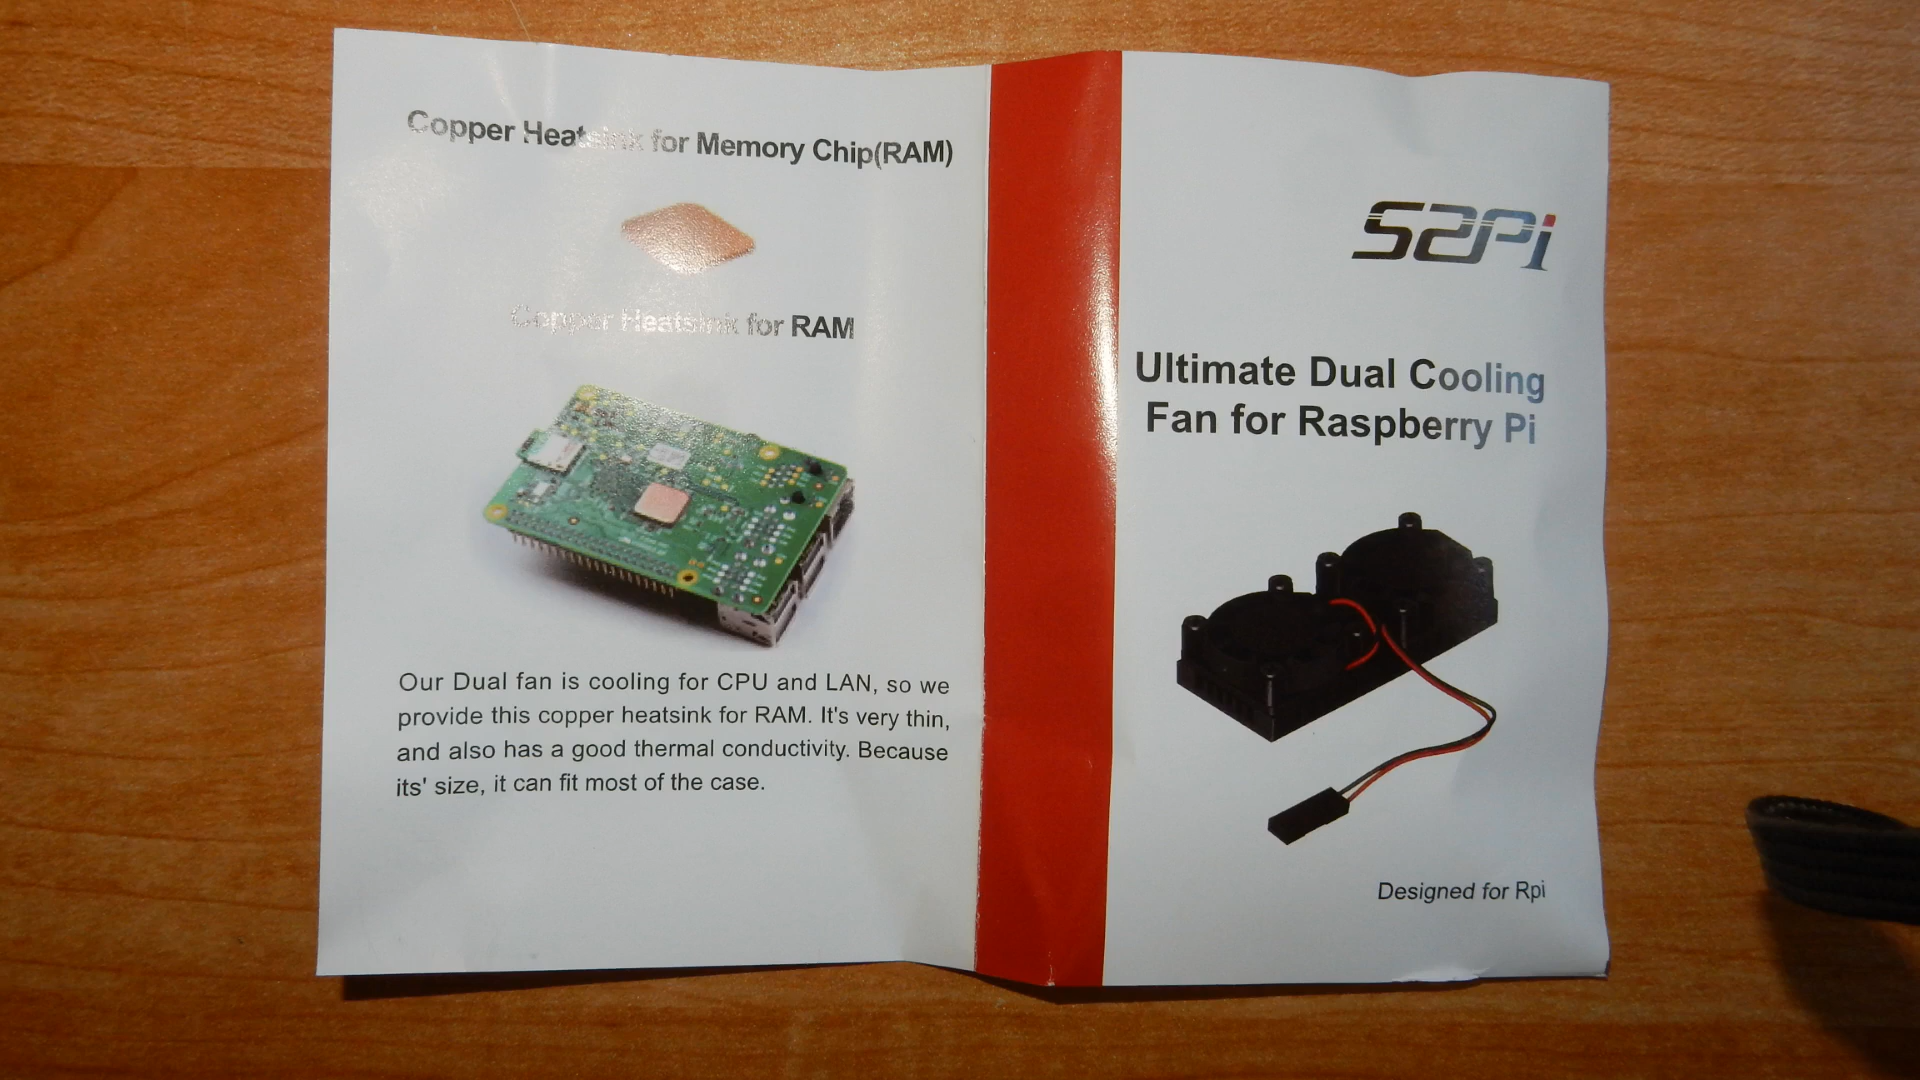 Copper Heatsink for Memory Chip(RAM)
Copper Heatsink for RAM
Our Dual fan is cooling for CPU and LAN, so we
provide this copper heatsink for RAM. It's very thin,
and also has a good thermal conductivity. Because
its' size, it can fit most of the case.
S2Pi
Ultimate Dual Cooling
Fan for Raspberry Pi
Designed for Rpi